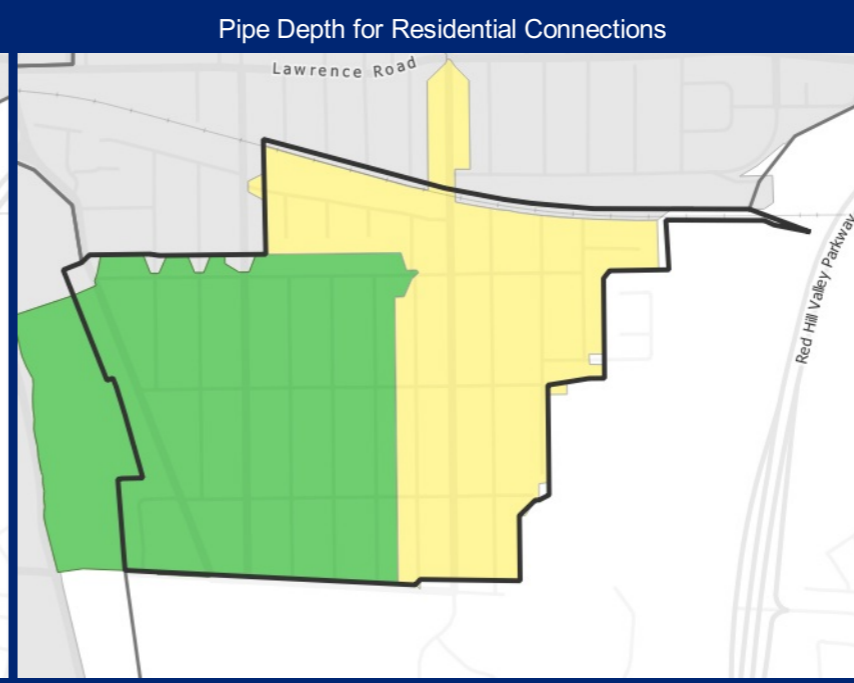 Pipe Depth for Residential Connections
Lawrence Road
Red Hill Valley Parkway